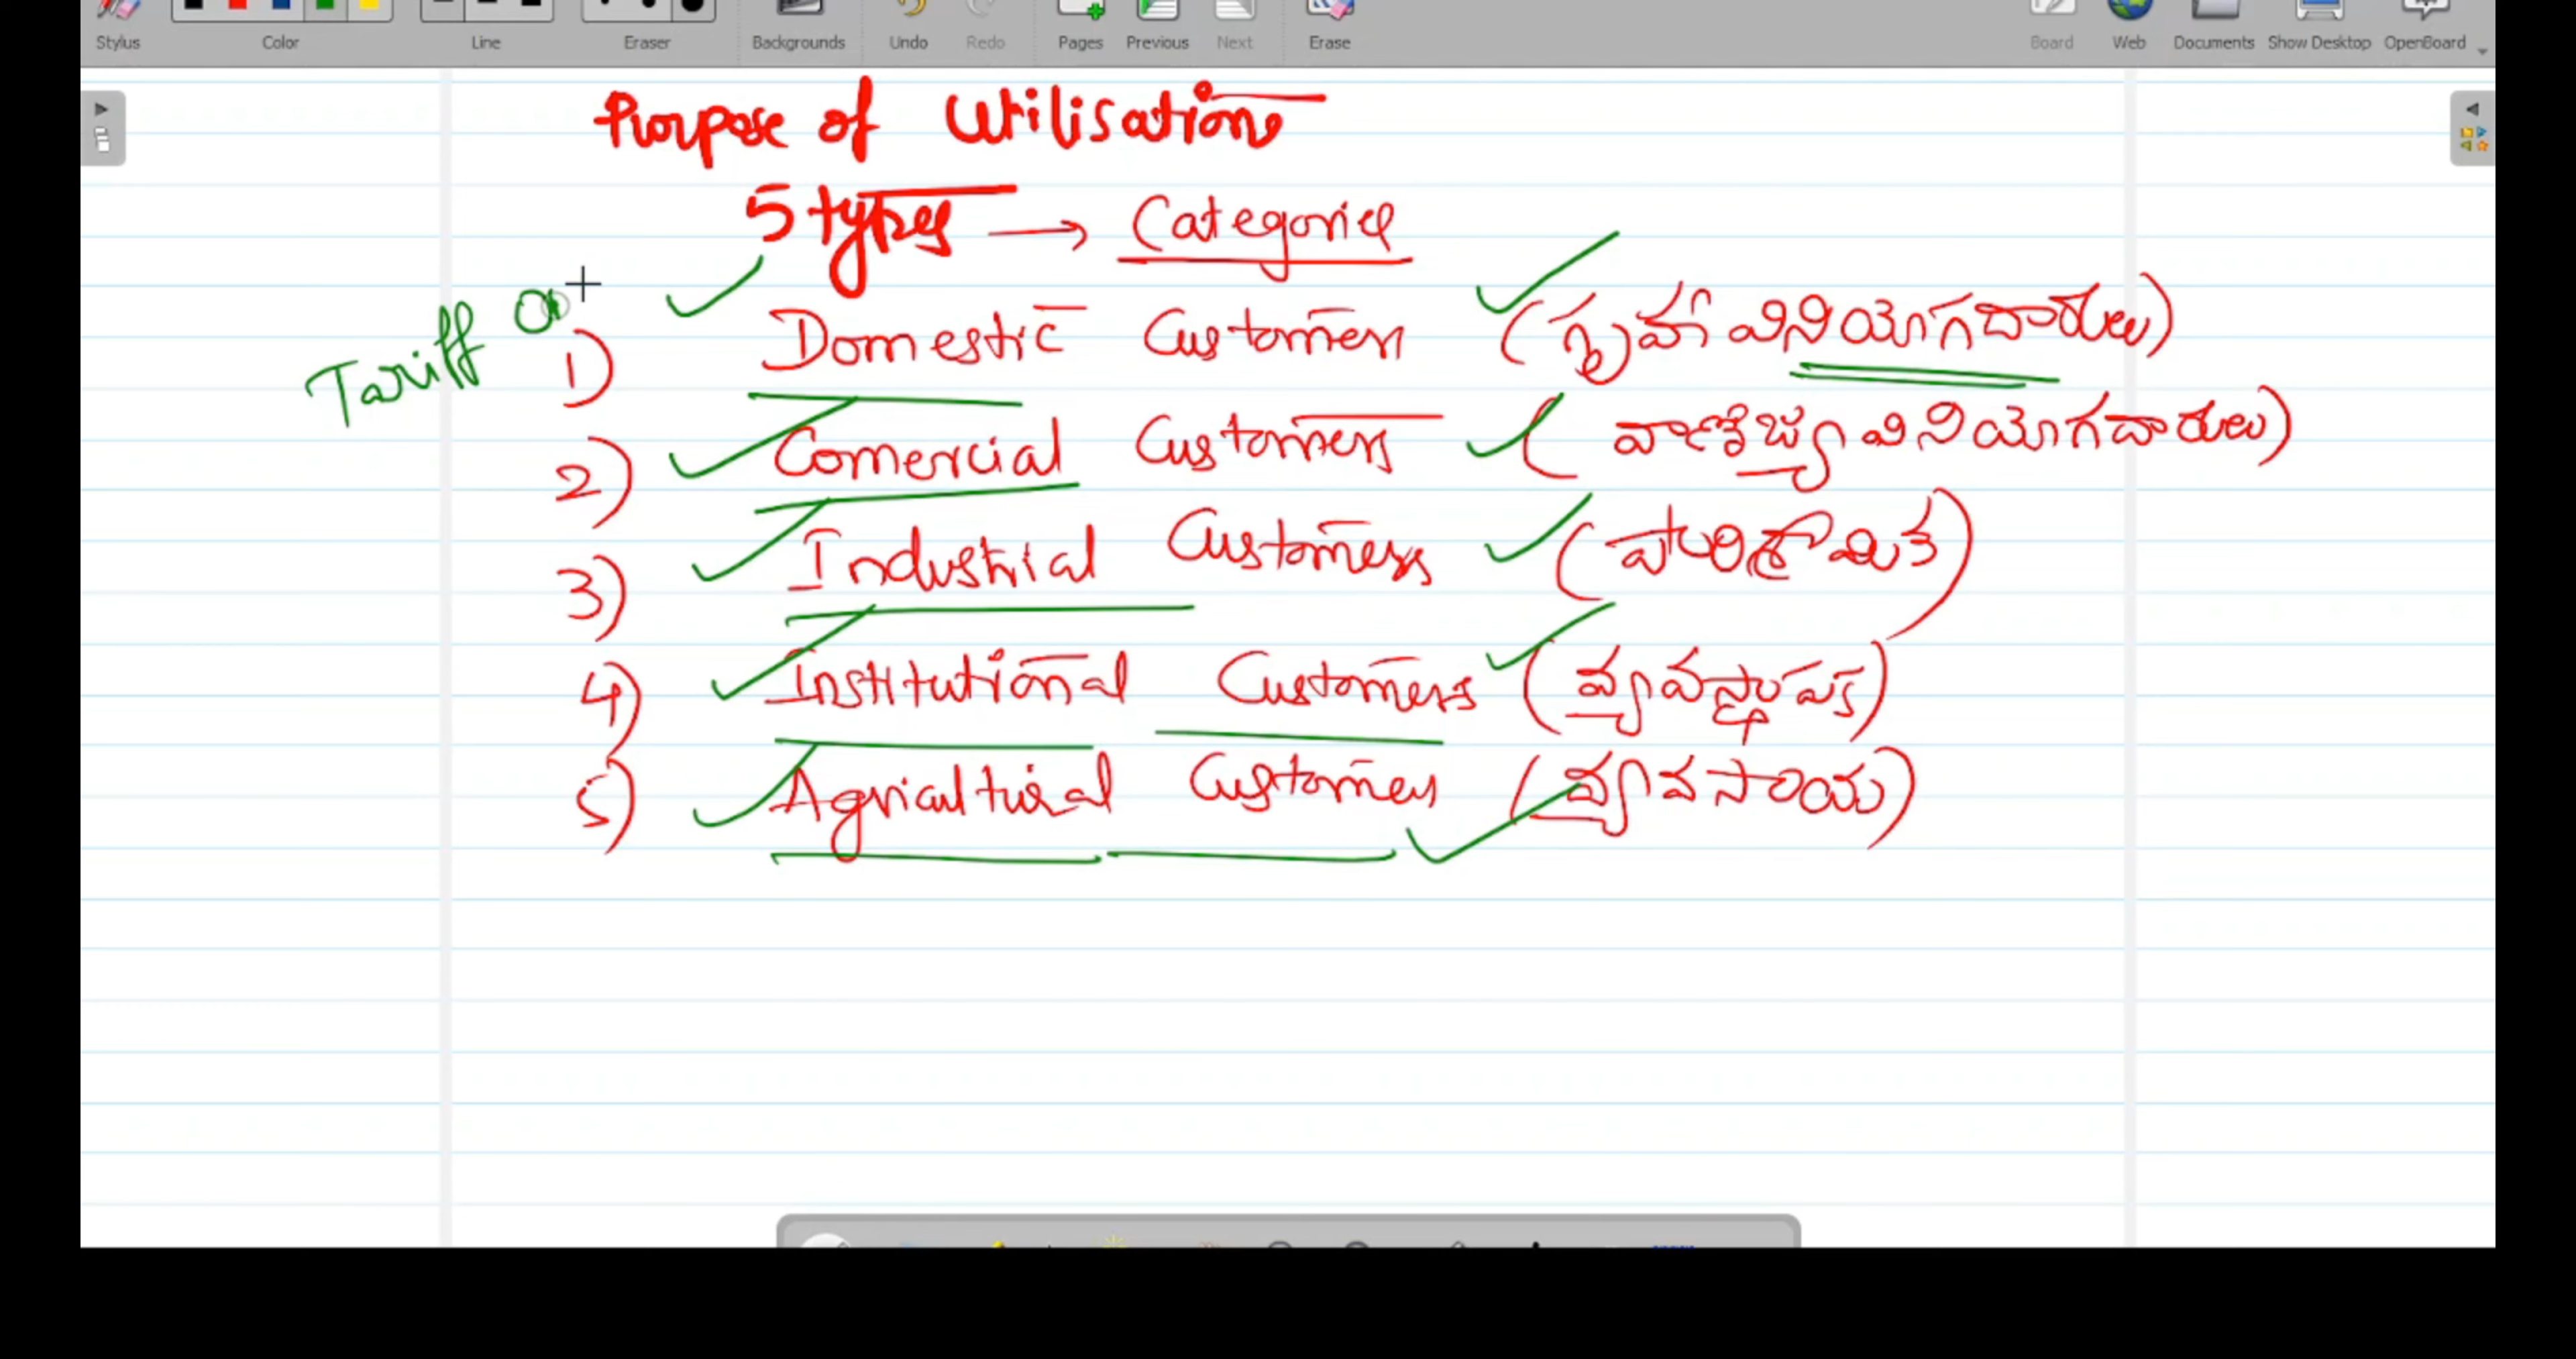 Stylus Color Line Eraser Backgrounds Undo Redo Pages Previous Next Erase Board Web Documents Show Desktop OpenBoard
Purpose of Utilisation
5 types → Categories
Tariff
1) Domestic Customers (గృహ వినియోగదారులు)
2) Comercial Customers (వాణిజ్య వినియోగదారులు)
3) Industrial Customers (పారిశ్రామిక)
4) Institutional Customers (వ్యవస్థాపక)
5) Agricultural Customers (వ్యవసాయ)